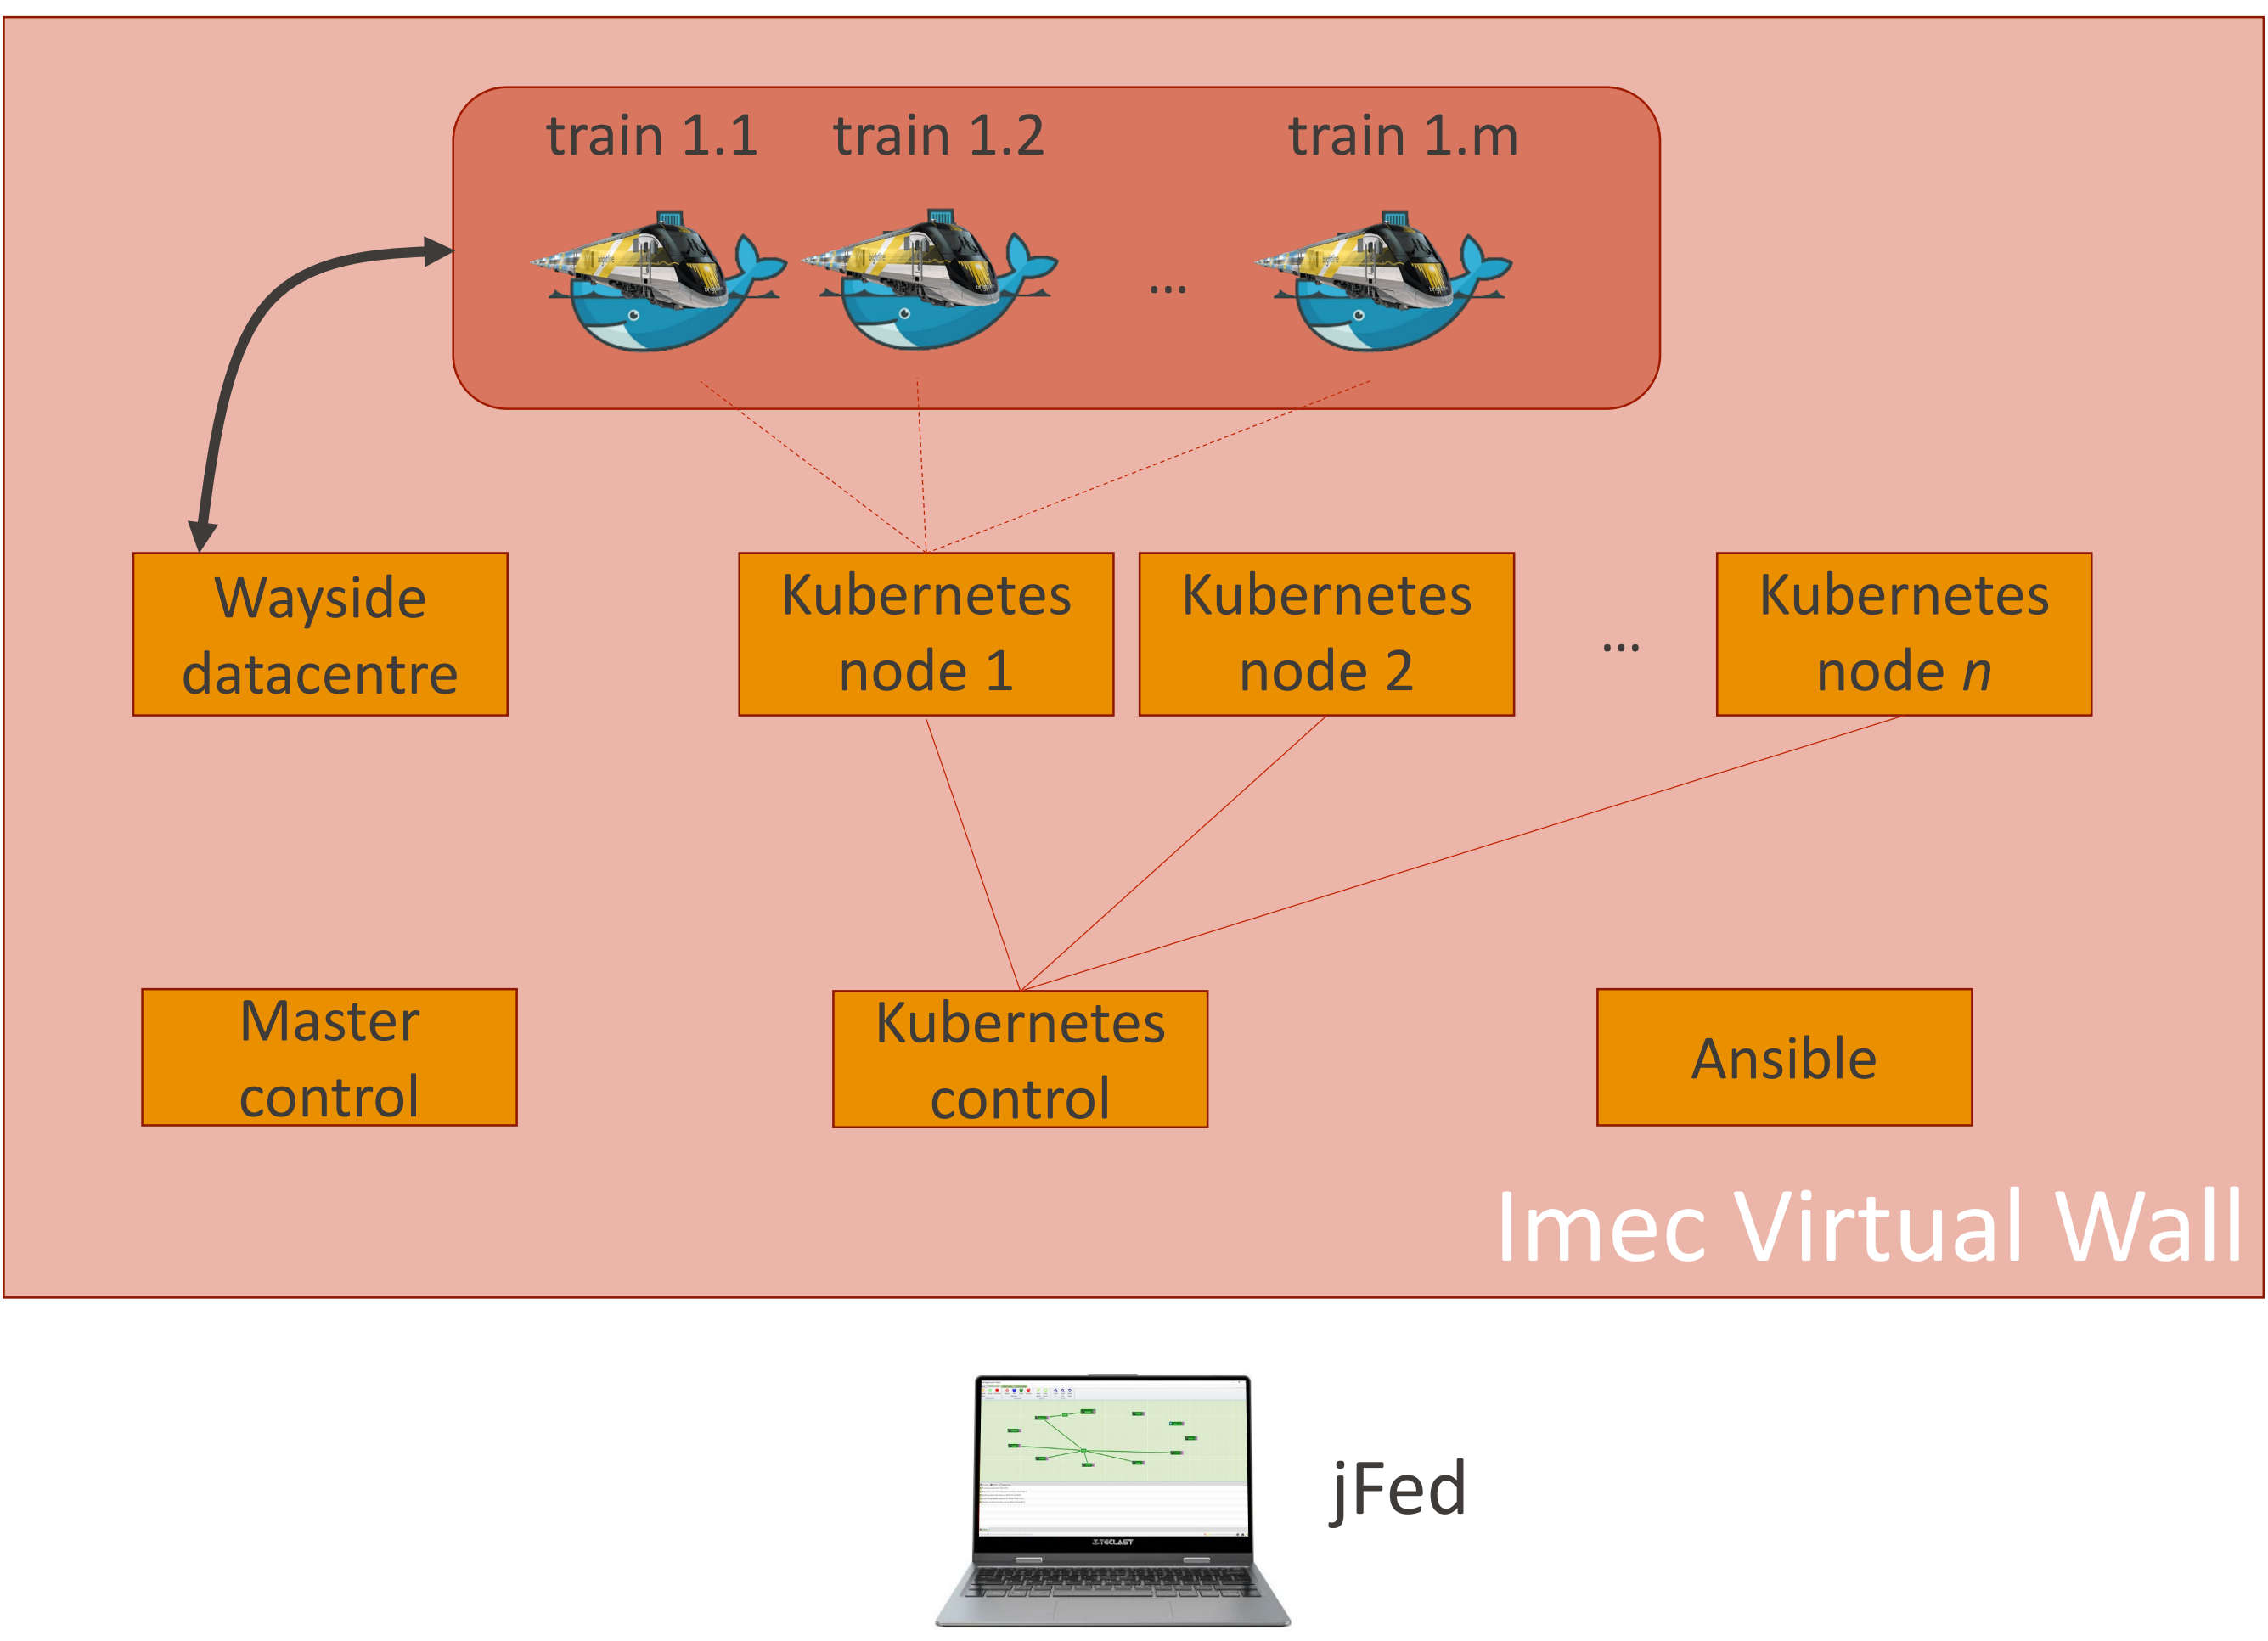 train 1.1
train 1.2
train 1.m
...
Wayside
datacentre
Kubernetes
node 1
Kubernetes
node 2
...
Kubernetes
node n
Master
control
Kubernetes
control
Ansible
Imec Virtual Wall
jFed
TECLAST